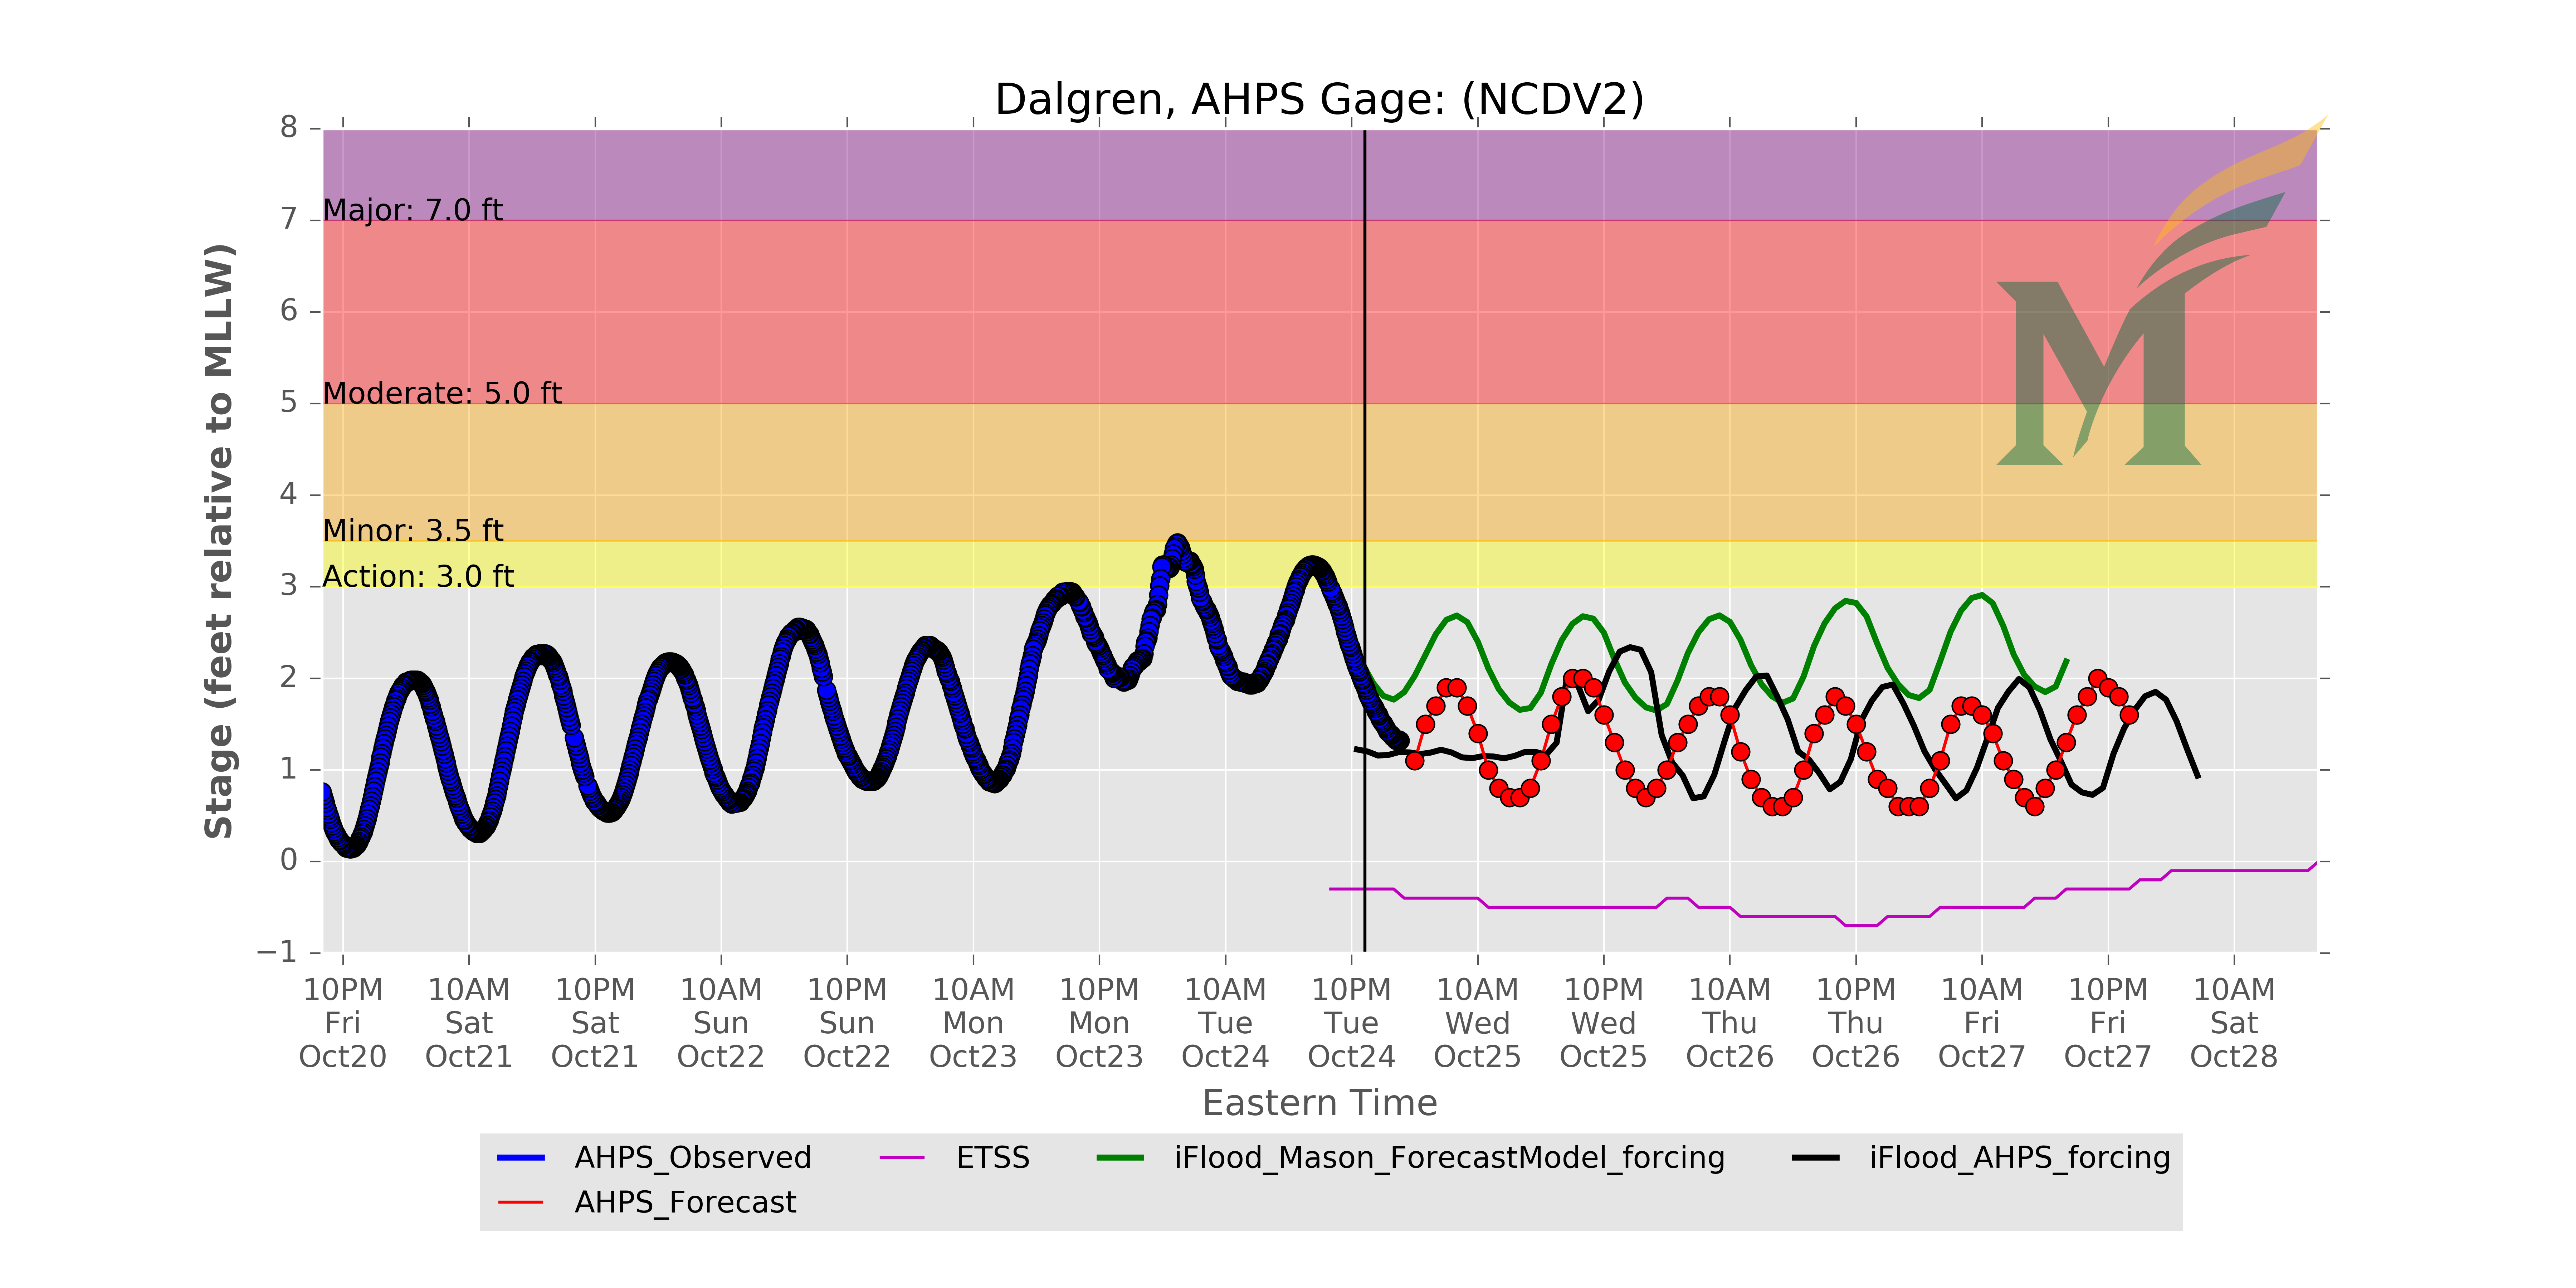 Dalgren, AHPS Gage: (NCDV2)
8
7
6
5
4
3
2
1
0
−1
Stage (feet relative to MLLW)
Major: 7.0 ft
Moderate: 5.0 ft
Minor: 3.5 ft
Action: 3.0 ft
M
10PM 10AM 10PM 10AM 10PM 10AM 10PM 10AM 10PM 10AM 10PM 10AM 10PM 10AM 10PM 10AM
Fri Sat Sat Sun Sun Mon Mon Tue Tue Wed Wed Thu Thu Fri Fri Sat
Oct20 Oct21 Oct21 Oct22 Oct22 Oct23 Oct23 Oct24 Oct24 Oct25 Oct25 Oct26 Oct26 Oct27 Oct27 Oct28
Eastern Time
AHPS_Observed ETSS iFlood_Mason_ForecastModel_forcing iFlood_AHPS_forcing
AHPS_Forecast